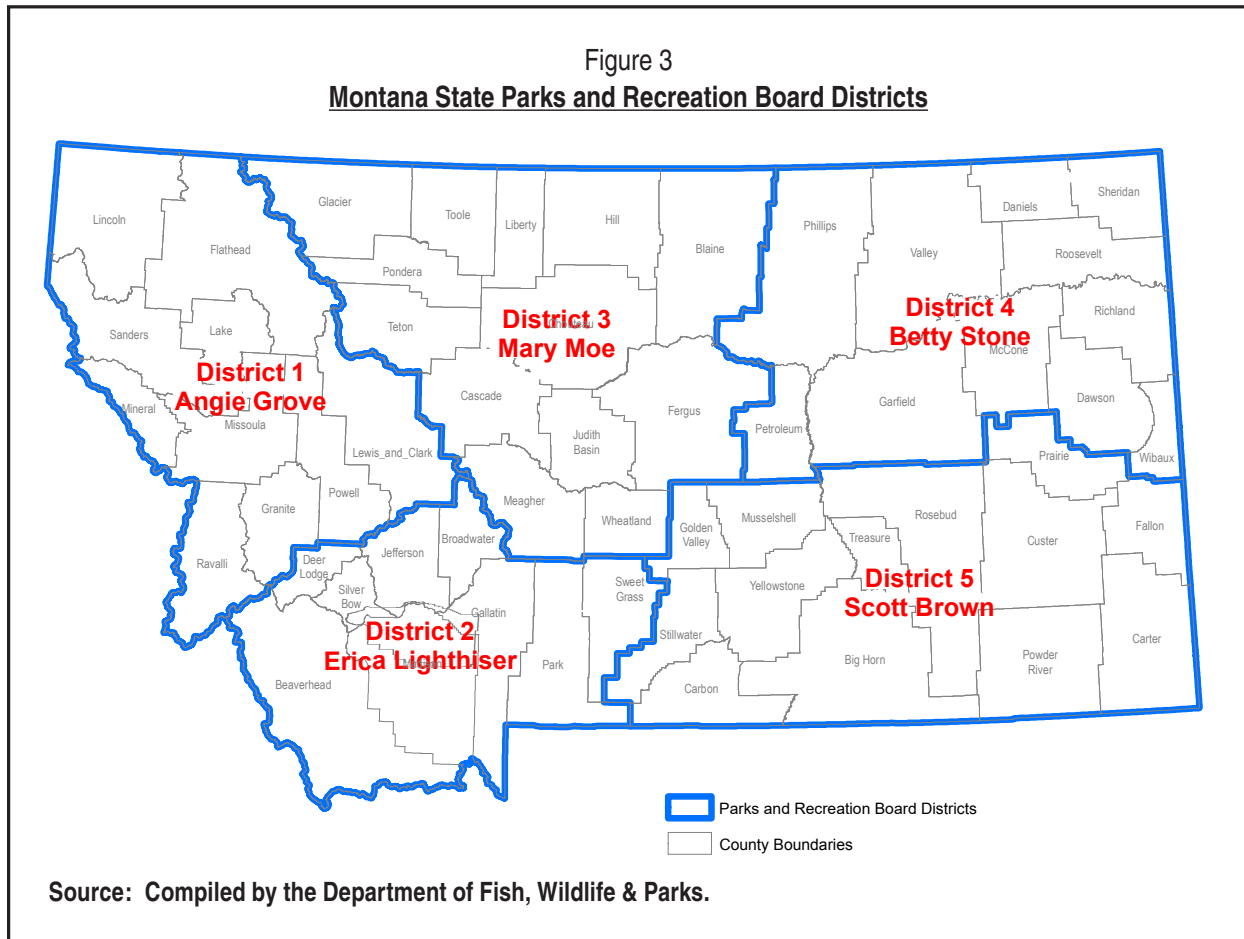 Figure 3
Montana State Parks and Recreation Board Districts
Lincoln
Flathead
Glacier
Toole
Liberty
Hill
Blaine
Phillips
Valley
Daniels
Sheridan
Roosevelt
Pondera
Teton
Sanders
Lake
District 3
Mary Moe
District 4
Betty Stone
Richland
McCone
District 1
Angie Grove
Mineral
Missoula
Cascade
Judith
Basin
Fergus
Petroleum
Garfield
Dawson
Prairie
Wibaux
Lewis_and_Clark
Powell
Granite
Ravalli
Meagher
Wheatland
Golden
Valley
Musselshell
Rosebud
Treasure
Custer
Fallon
Deer
Lodge
Silver
Bow
Jefferson
Broadwater
Gallatin
Sweet
Grass
Yellowstone
District 5
Scott Brown
District 2
Erica Lighthiser
Beaverhead
Park
Stillwater
Carbon
Big Horn
Powder
River
Carter
Parks and Recreation Board Districts
County Boundaries
Source: Compiled by the Department of Fish, Wildlife & Parks.